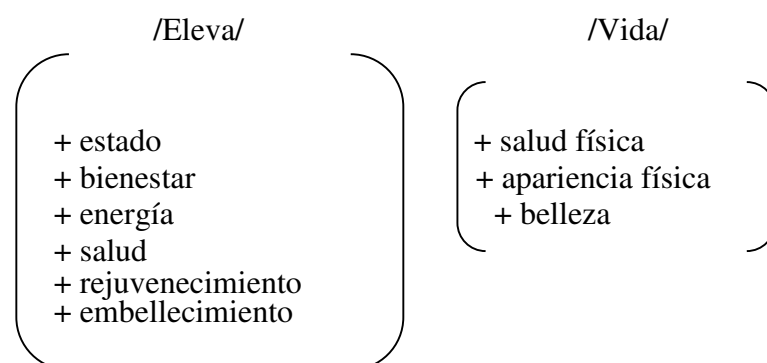 /Eleva/
+ estado
+ bienestar
+ energía
+ salud
+ rejuvenecimiento
+ embellecimiento
/Vida/
+ salud física
+ apariencia física
+ belleza